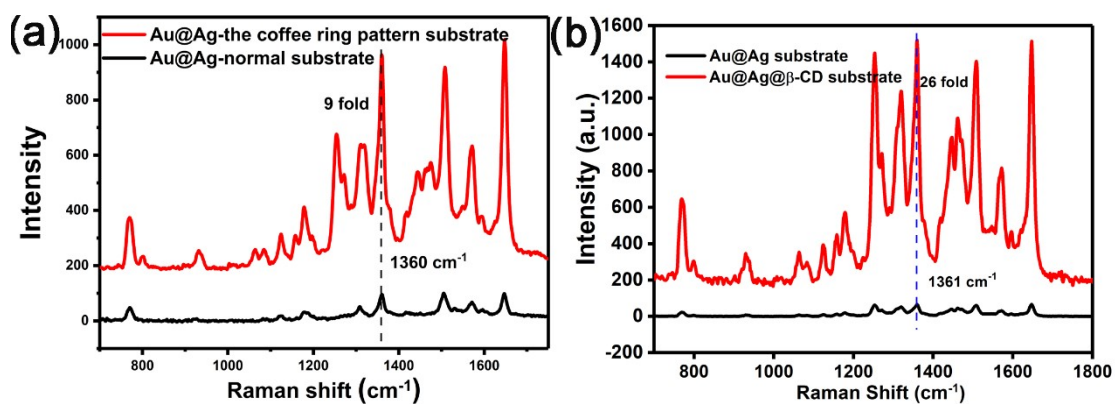 (a)
1000
800
600
400
200
0
Intensity
Au@Ag-the coffee ring pattern substrate
Au@Ag-normal substrate
9 fold
1360 cm⁻¹
800 1000 1200 1400 1600
Raman shift (cm⁻¹)
(b)
1600
1400
1200
1000
800
600
400
200
0
-200
Intensity (a.u.)
Au@Ag substrate
Au@Ag@β-CD substrate
26 fold
1361 cm⁻¹
800 1000 1200 1400 1600 1800
Raman Shift (cm⁻¹)